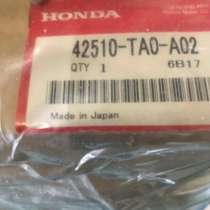 HONDA
42510-TA0-A02
QTY 1 6B17
Made in Japan